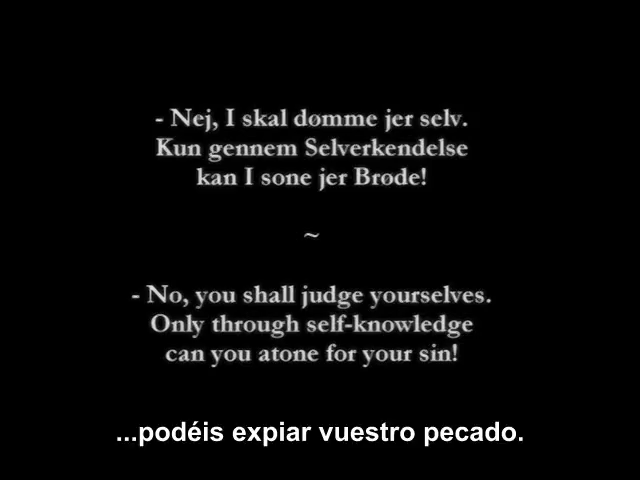 - Nej, I skal dømme jer selv.
Kun gennem Selverkendelse
kan I sone jer Brøde!
~
- No, you shall judge yourselves.
Only through self-knowledge
can you atone for your sin!
...podéis expiar vuestro pecado.